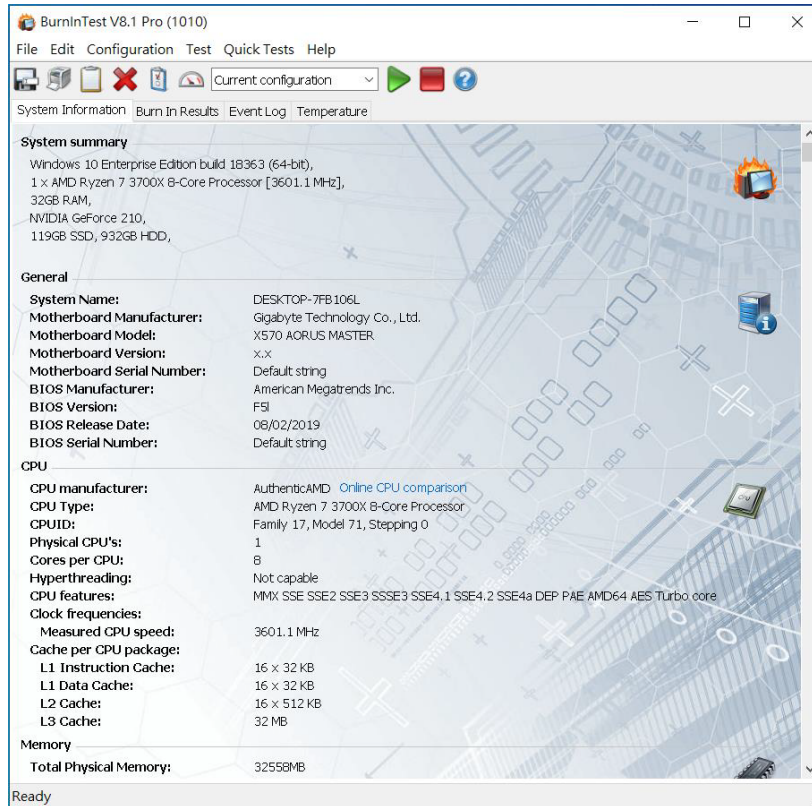 BurnInTest V8.1 Pro (1010)
File Edit Configuration Test Quick Tests Help
Current configuration
System Information Burn In Results Event Log Temperature
System summary
Windows 10 Enterprise Edition build 18363 (64-bit),
1 x AMD Ryzen 7 3700X 8-Core Processor [3601.1 MHz],
32GB RAM,
NVIDIA GeForce 210,
119GB SSD, 932GB HDD,
General
System Name: DESKTOP-7FB106L
Motherboard Manufacturer: Gigabyte Technology Co., Ltd.
Motherboard Model: X570 AORUS MASTER
Motherboard Version: x.x
Motherboard Serial Number: Default string
BIOS Manufacturer: American Megatrends Inc.
BIOS Version: F5l
BIOS Release Date: 08/02/2019
BIOS Serial Number: Default string
CPU
CPU manufacturer: AuthenticAMD Online CPU comparison
CPU Type: AMD Ryzen 7 3700X 8-Core Processor
CPUID: Family 17, Model 71, Stepping 0
Physical CPU's: 1
Cores per CPU: 8
Hyperthreading: Not capable
CPU features: MMX SSE SSE2 SSE3 SSSE3 SSE4.1 SSE4.2 SSE4a DEP PAE AMD64 AES Turbo core
Clock frequencies:
Measured CPU speed: 3601.1 MHz
Cache per CPU package:
L1 Instruction Cache: 16 x 32 KB
L1 Data Cache: 16 x 32 KB
L2 Cache: 16 x 512 KB
L3 Cache: 32 MB
Memory
Total Physical Memory: 32558MB
Ready